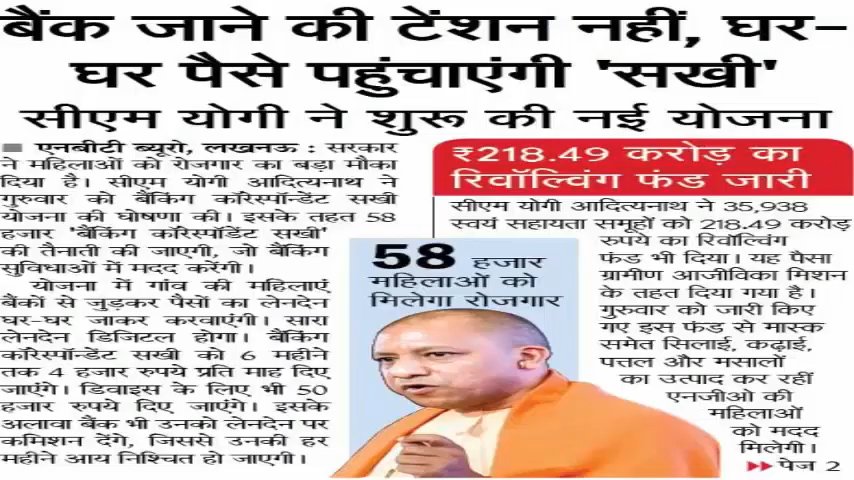 बैंक जाने की टेंशन नहीं, घर-
घर पैसे पहुंचाएंगी 'सखी'
सीएम योगी ने शुरू की नई योजना
■ एनबीटी ब्यूरो, लखनऊ : सरकार
ने महिलाओं को रोजगार का बड़ा मौका
दिया है। सीएम योगी आदित्यनाथ ने
गुरुवार को बैंकिंग कॉरेस्पॉन्डेंट सखी
योजना की घोषणा की। इसके तहत 58
हजार 'बैंकिंग कॉरेस्पॉडेंट सखी'
की तैनाती की जाएगी, जो बैंकिंग
सुविधाओं में मदद करेंगी।
योजना में गांव की महिलाएं
बैंकों से जुड़कर पैसों का लेनदेन
घर-घर जाकर करवाएंगी। सारा
लेनदेन डिजिटल होगा। बैंकिंग
कॉरेस्पॉन्डेंट सखी को 6 महीने
तक 4 हजार रुपये प्रति माह दिए
जाएंगे। डिवाइस के लिए भी 50
हजार रुपये दिए जाएंगे। इसके
अलावा बैंक भी उनको लेनदेन पर
कमिशन देंगे, जिससे उनकी हर
महीने आय निश्चित हो जाएगी।
58 हजार
महिलाओं को
मिलेगा रोजगार
₹218.49 करोड़ का
रिवॉल्विंग फंड जारी
सीएम योगी आदित्यनाथ ने 35,938
स्वयं सहायता समूहों को 218.49 करोड़
रुपये का रिवॉल्विंग
फंड भी दिया। यह पैसा
ग्रामीण आजीविका मिशन
के तहत दिया गया है।
गुरुवार को जारी किए
गए इस फंड से मास्क
समेत सिलाई, कढ़ाई,
पत्तल और मसालों
का उत्पाद कर रहीं
एनजीओ की
महिलाओं
को मदद
मिलेगी।
▶▶ पेज 2